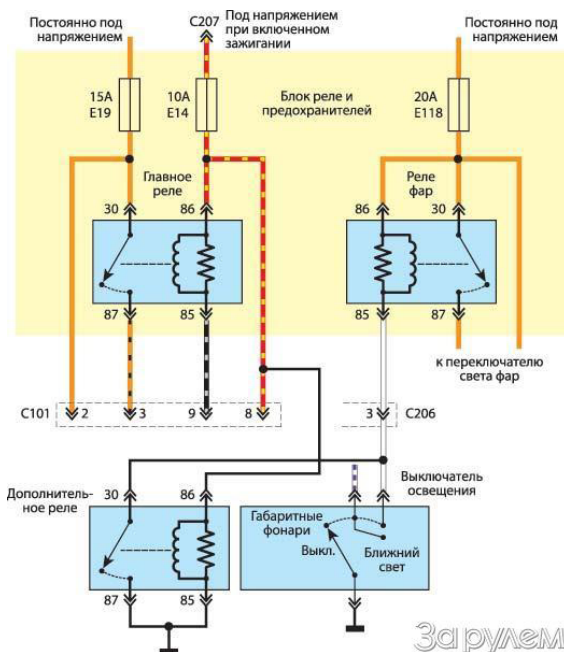 Постоянно под
напряжением
C207
Под напряжением
при включенном
зажигании
Постоянно под
напряжением
15A
E19
10A
E14
Блок реле и
предохранителей
20A
E118
Главное
реле
Реле
фар
30
86
86
30
87
85
85
87
к переключателю
света фар
C101
2
3
9
8
3
C206
Дополнитель-
ное реле
30
86
Выключатель
освещения
Габаритные
фонари
Выкл.
Ближний
свет
87
85
За рулем